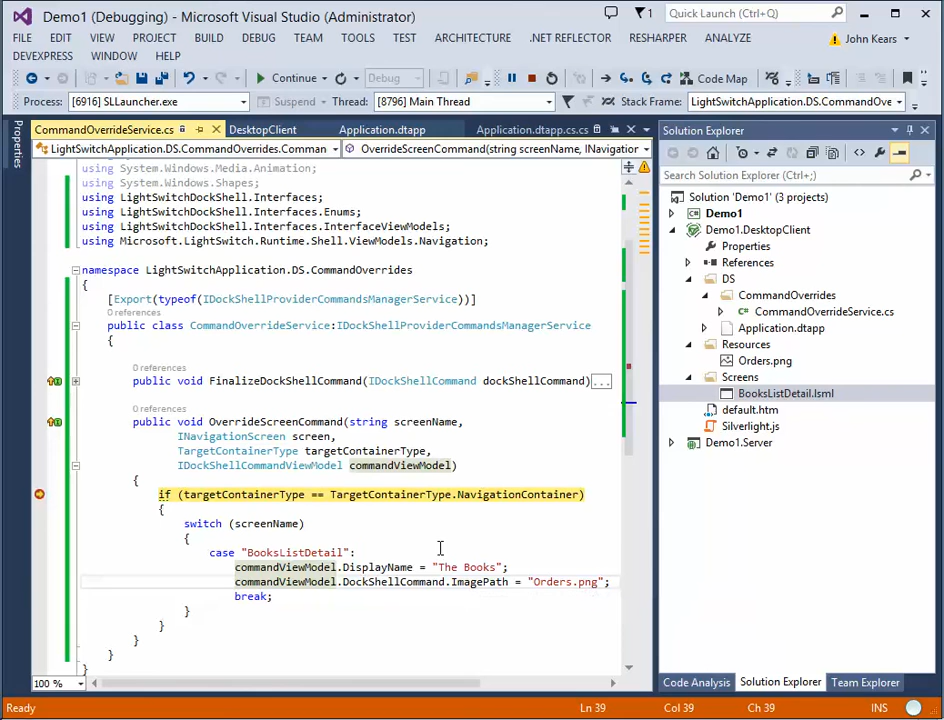 Demo1 (Debugging) - Microsoft Visual Studio (Administrator)
1
Quick Launch (Ctrl+Q)
FILE EDIT VIEW PROJECT BUILD DEBUG TEAM TOOLS TEST ARCHITECTURE .NET REFLECTOR RESHARPER ANALYZE
John Kears
DEVEXPRESS WINDOW HELP
Continue
Debug
Code Map
Process: [6916] SLLauncher.exe
Suspend
Thread: [8796] Main Thread
Stack Frame: LightSwitchApplication.DS.CommandOve
Properties
CommandOverrideService.cs
DesktopClient
Application.dtapp
Application.dtapp.cs.cs
LightSwitchApplication.DS.CommandOverrides.Comman
OverrideScreenCommand(string screenName, INavigation
using System.Windows.Media.Animation;
using System.Windows.Shapes;
using LightSwitchDockShell.Interfaces;
using LightSwitchDockShell.Interfaces.Enums;
using LightSwitchDockShell.Interfaces.InterfaceViewModels;
using Microsoft.LightSwitch.Runtime.Shell.ViewModels.Navigation;
namespace LightSwitchApplication.DS.CommandOverrides
{
[Export(typeof(IDockShellProviderCommandsManagerService))]
0 references
public class CommandOverrideService:IDockShellProviderCommandsManagerService
{
0 references
public void FinalizeDockShellCommand(IDockShellCommand dockShellCommand)...
0 references
public void OverrideScreenCommand(string screenName,
INavigationScreen screen,
TargetContainerType targetContainerType,
IDockShellCommandViewModel commandViewModel)
{
if (targetContainerType == TargetContainerType.NavigationContainer)
{
switch (screenName)
{
case "BooksListDetail":
commandViewModel.DisplayName = "The Books";
commandViewModel.DockShellCommand.ImagePath = "Orders.png";
break;
}
}
}
}
}
100 %
Solution Explorer
Search Solution Explorer (Ctrl+;)
Solution 'Demo1' (3 projects)
Demo1
Demo1.DesktopClient
Properties
References
DS
CommandOverrides
CommandOverrideService.cs
Application.dtapp
Resources
Orders.png
Screens
BooksListDetail.lsml
default.htm
Silverlight.js
Demo1.Server
Code Analysis
Solution Explorer
Team Explorer
Ready
Ln 39
Col 39
Ch 39
INS